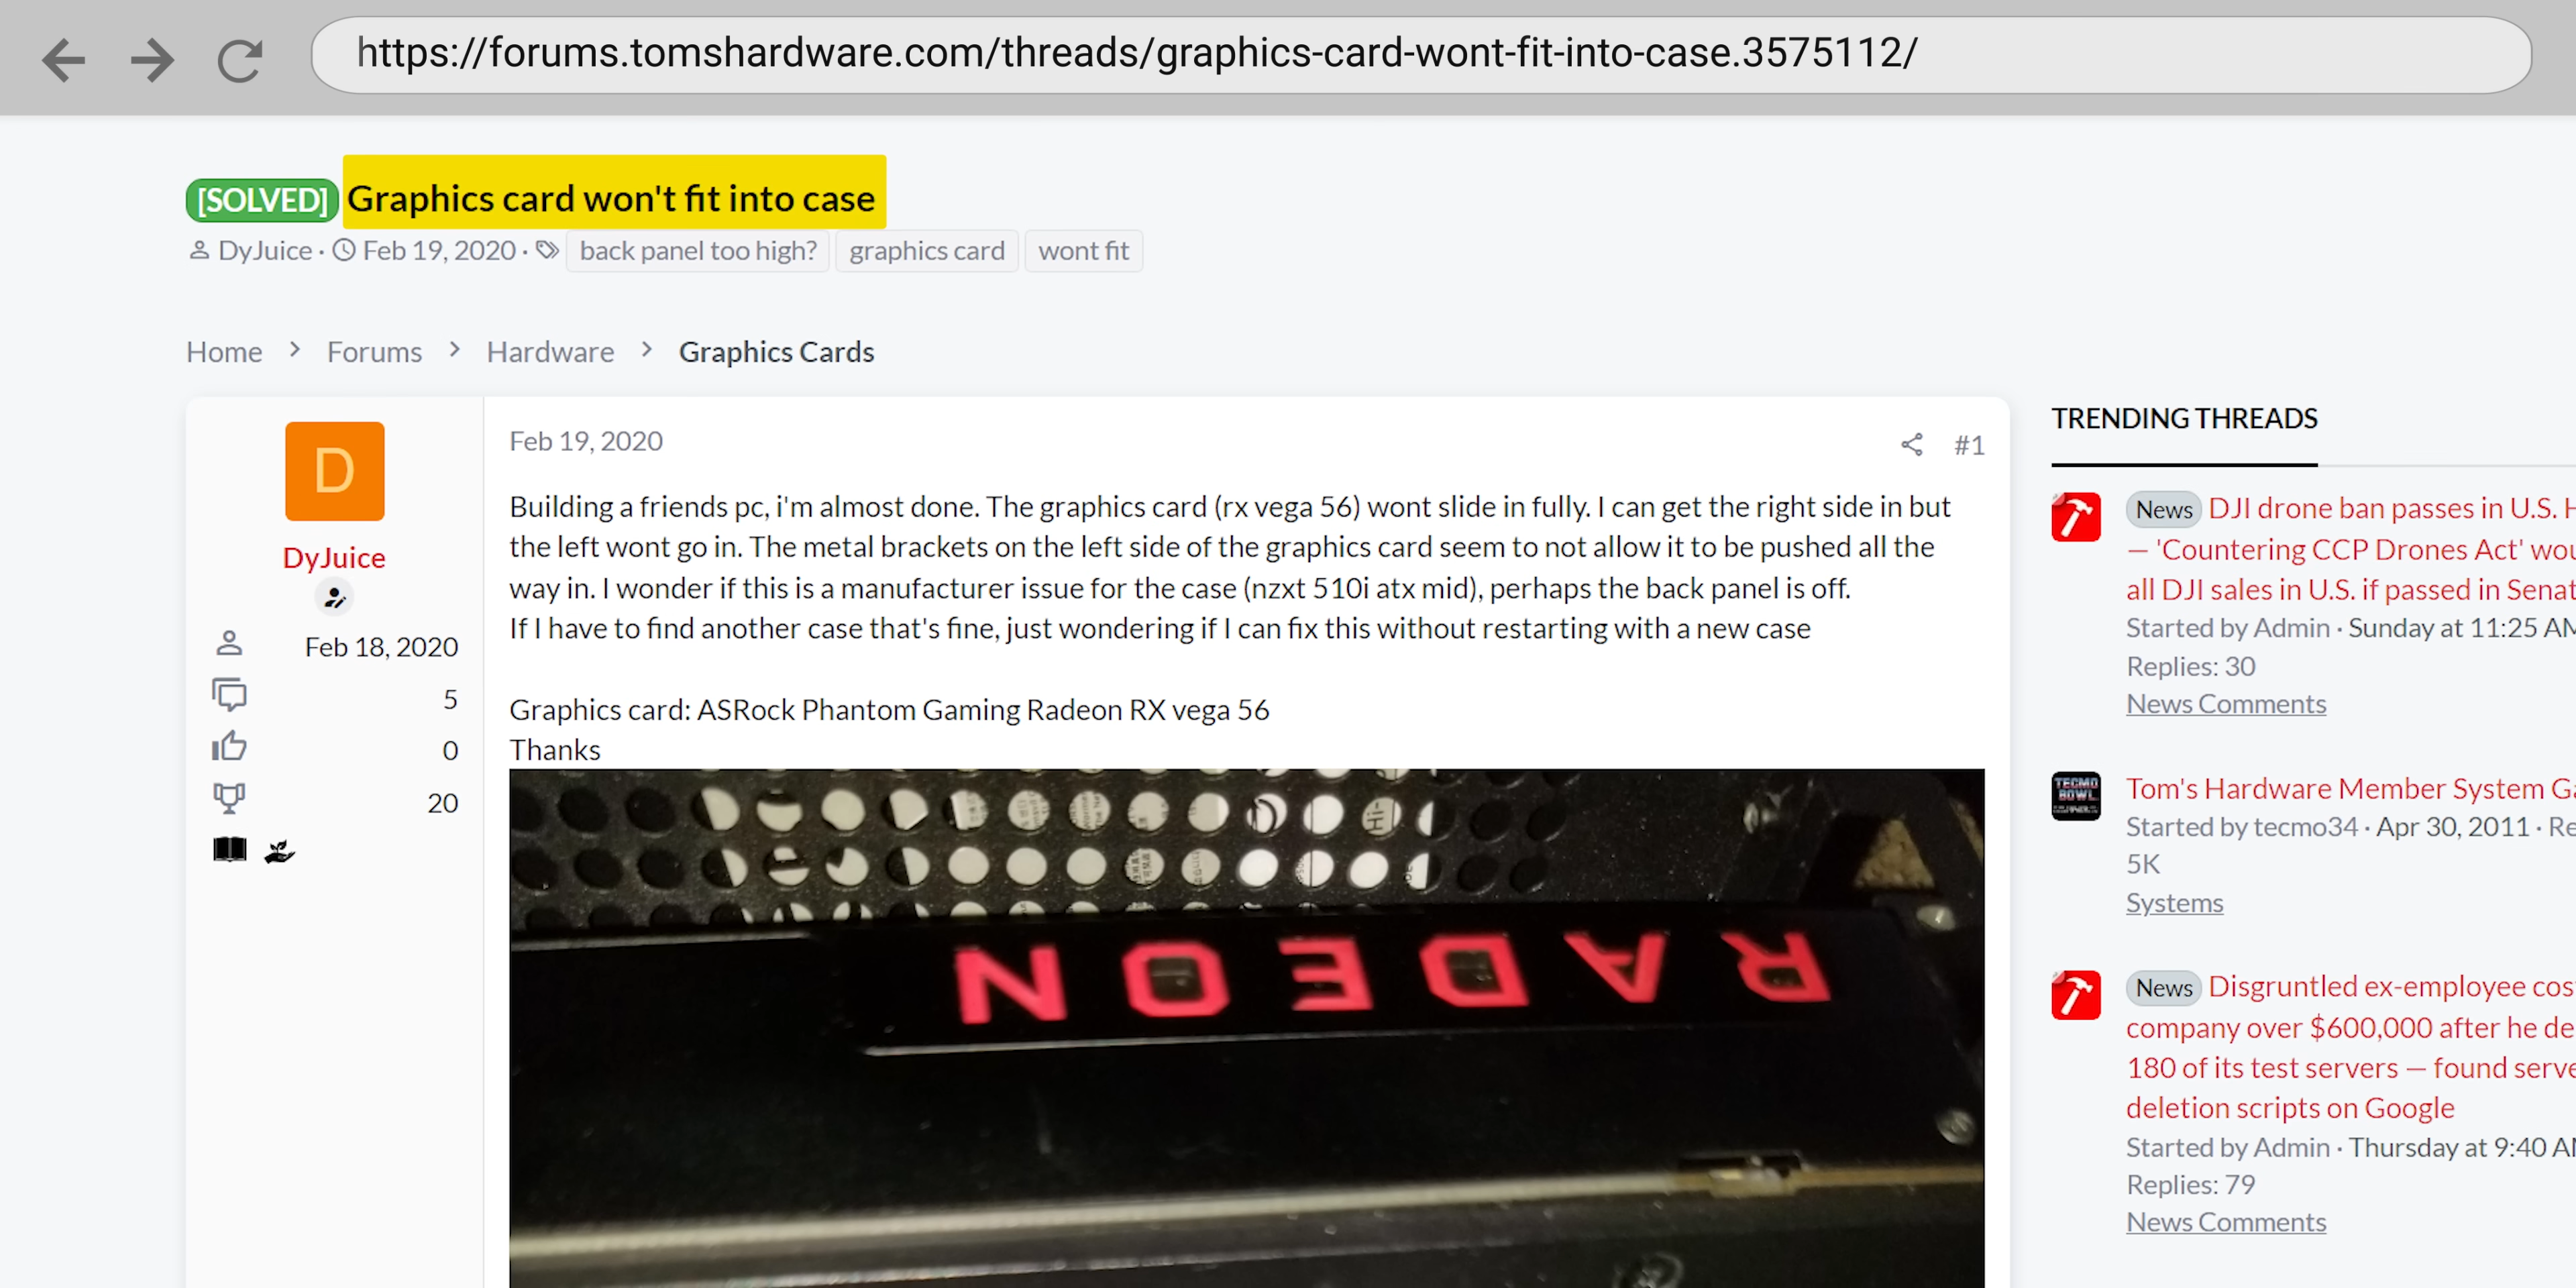 https://forums.tomshardware.com/threads/graphics-card-wont-fit-into-case.3575112/
[SOLVED] Graphics card won't fit into case
DyJuice · Feb 19, 2020 · back panel too high? graphics card wont fit
Home > Forums > Hardware > Graphics Cards
D
DyJuice
Feb 18, 2020
5
0
20
Feb 19, 2020 #1
Building a friends pc, i'm almost done. The graphics card (rx vega 56) wont slide in fully. I can get the right side in but
the left wont go in. The metal brackets on the left side of the graphics card seem to not allow it to be pushed all the
way in. I wonder if this is a manufacturer issue for the case (nzxt 510i atx mid), perhaps the back panel is off.
If I have to find another case that's fine, just wondering if I can fix this without restarting with a new case
Graphics card: ASRock Phantom Gaming Radeon RX vega 56
Thanks
RADEON
TRENDING THREADS
News DJI drone ban passes in U.S. H
— 'Countering CCP Drones Act' wou
all DJI sales in U.S. if passed in Senat
Started by Admin · Sunday at 11:25 AM
Replies: 30
News Comments
TECMO
BOWL
Tom's Hardware Member System Ga
Started by tecmo34 · Apr 30, 2011 · Re
5K
Systems
News Disgruntled ex-employee cos
company over $600,000 after he de
180 of its test servers — found serve
deletion scripts on Google
Started by Admin · Thursday at 9:40 AM
Replies: 79
News Comments